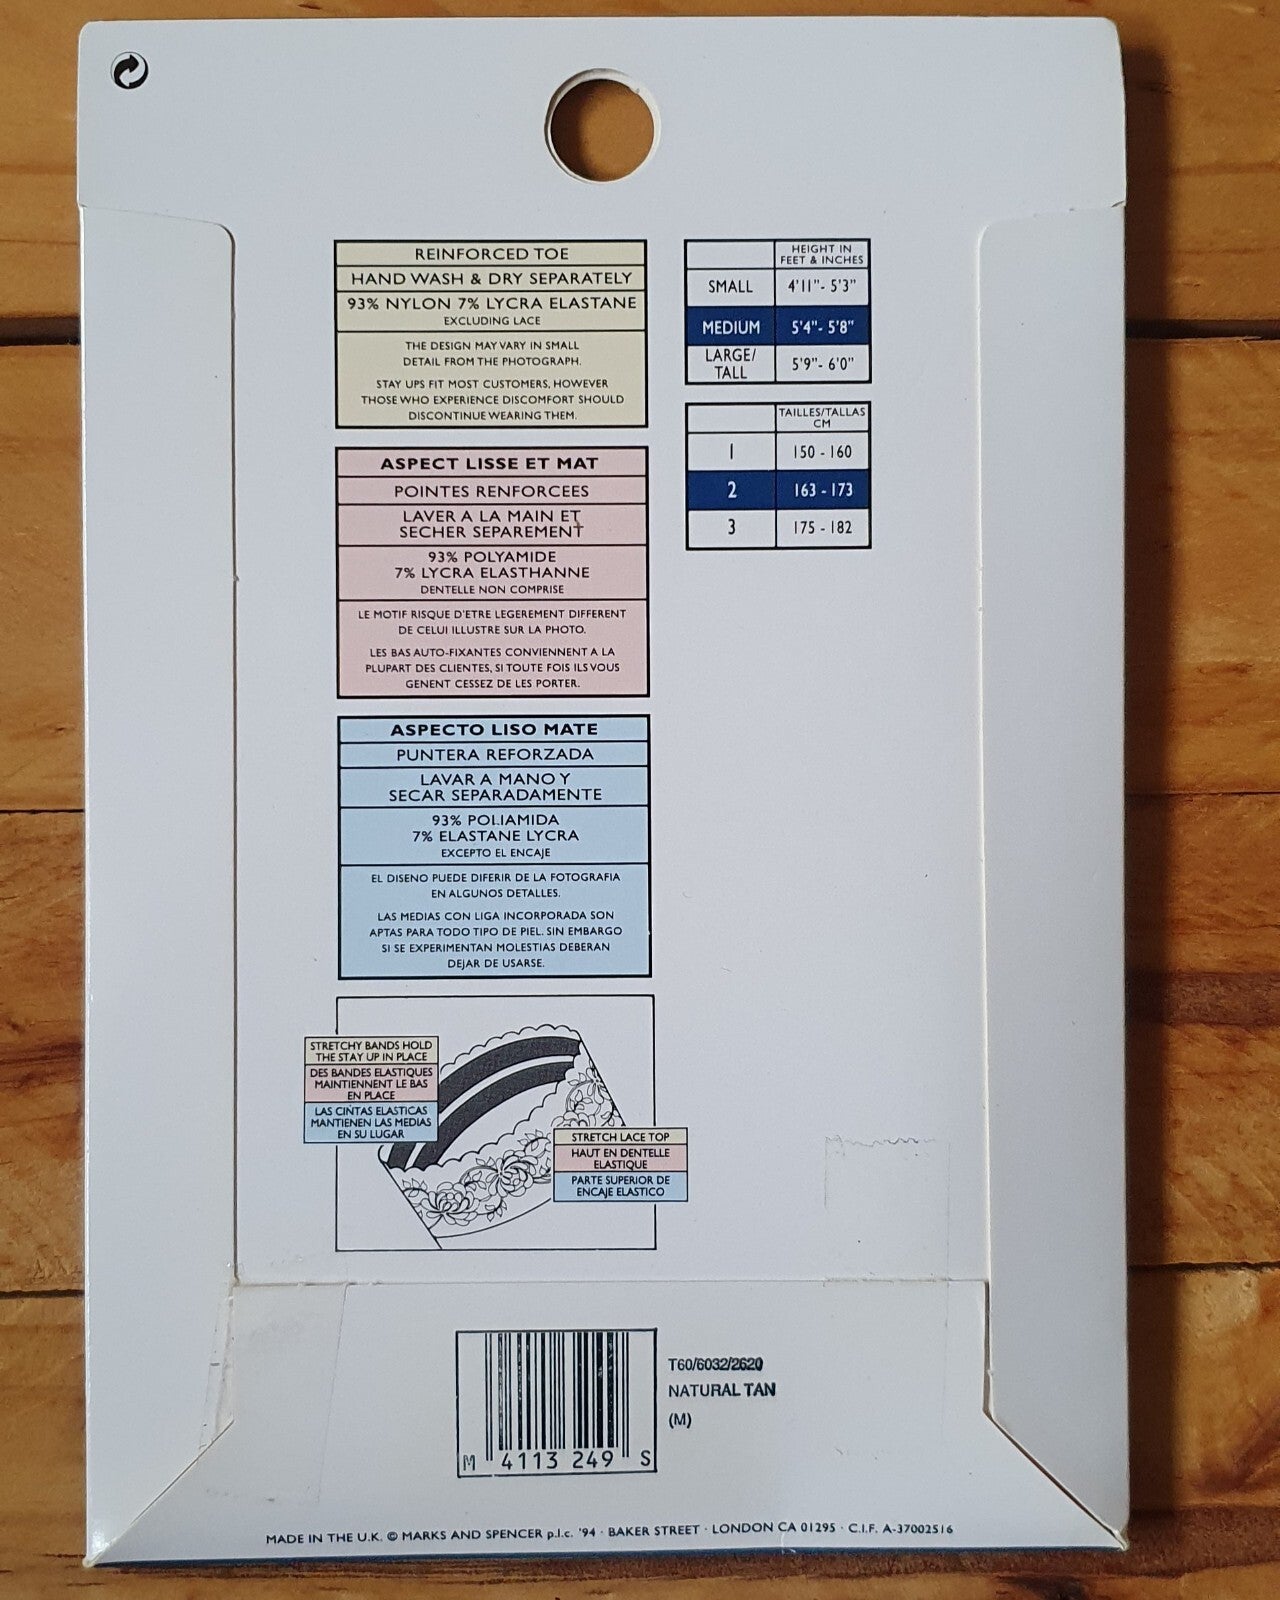 REINFORCED TOE
HAND WASH & DRY SEPARATELY
93% NYLON 7% LYCRA ELASTANE
EXCLUDING LACE
THE DESIGN MAY VARY IN SMALL
DETAIL FROM THE PHOTOGRAPH.
STAY UPS FIT MOST CUSTOMERS, HOWEVER
THOSE WHO EXPERIENCE DISCOMFORT SHOULD
DISCONTINUE WEARING THEM.
HEIGHT IN
FEET & INCHES
SMALL 4'11"- 5'3"
MEDIUM 5'4"- 5'8"
LARGE/
TALL 5'9"- 6'0"
TAILLES/TALLAS
CM
1 150 - 160
2 163 - 173
3 175 - 182
ASPECT LISSE ET MAT
POINTES RENFORCEES
LAVER A LA MAIN ET
SECHER SEPAREMENT
93% POLYAMIDE
7% LYCRA ELASTHANNE
DENTELLE NON COMPRISE
LE MOTIF RISQUE D'ETRE LEGEREMENT DIFFERENT
DE CELUI ILLUSTRE SUR LA PHOTO.
LES BAS AUTO-FIXANTES CONVIENNENT A LA
PLUPART DES CLIENTES, SI TOUTE FOIS ILS VOUS
GENENT CESSEZ DE LES PORTER.
ASPECTO LISO MATE
PUNTERA REFORZADA
LAVAR A MANO Y
SECAR SEPARADAMENTE
93% POLIAMIDA
7% ELASTANE LYCRA
EXCEPTO EL ENCAJE
EL DISENO PUEDE DIFERIR DE LA FOTOGRAFIA
EN ALGUNOS DETALLES.
LAS MEDIAS CON LIGA INCORPORADA SON
APTAS PARA TODO TIPO DE PIEL. SIN EMBARGO
SI SE EXPERIMENTAN MOLESTIAS DEBERAN
DEJAR DE USARSE.
STRETCHY BANDS HOLD
THE STAY UP IN PLACE
DES BANDES ELASTIQUES
MAINTIENNENT LE BAS
EN PLACE
LAS CINTAS ELASTICAS
MANTIENEN LAS MEDIAS
EN SU LUGAR
STRETCH LACE TOP
HAUT EN DENTELLE
ELASTIQUE
PARTE SUPERIOR DE
ENCAJE ELASTICO
M 4113 249 S
T60/6032/2620
NATURAL TAN
(M)
MADE IN THE U.K. © MARKS AND SPENCER p.l.c. '94 · BAKER STREET · LONDON CA 01295 · C.I.F. A-37002516